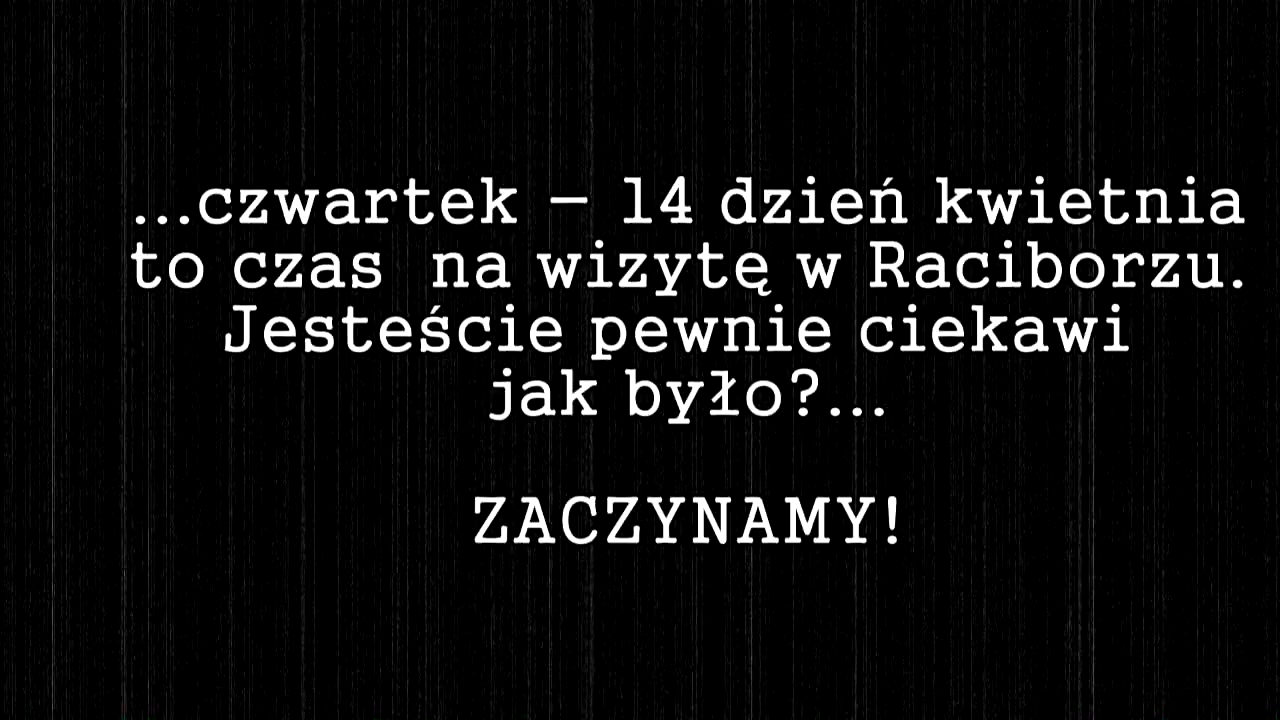 ...czwartek – 14 dzień kwietnia
to czas  na wizytę w Raciborzu.
Jesteście pewnie ciekawi
jak było?...
ZACZYNAMY!